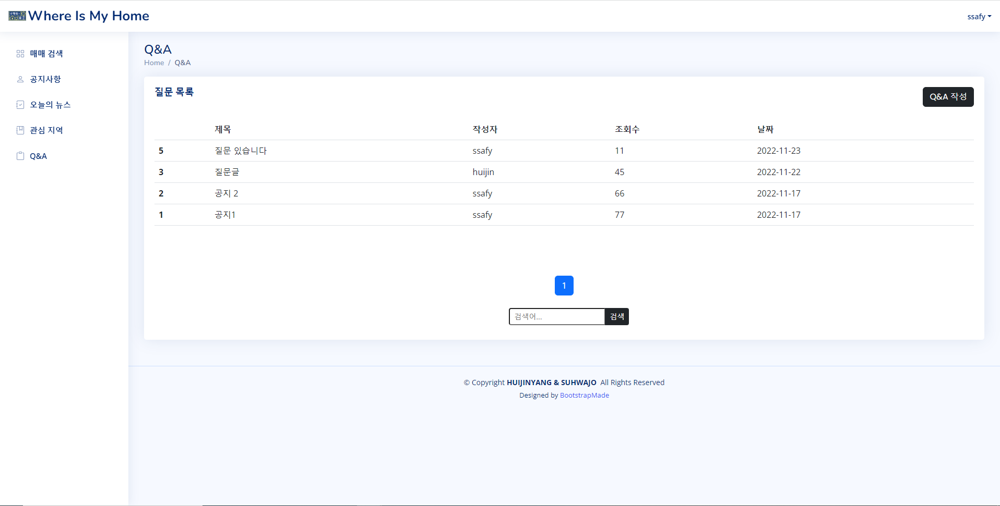 Where Is My Home
ssafy
매매 검색
공지사항
오늘의 뉴스
관심 지역
Q&A
Q&A
Home / Q&A
질문 목록
Q&A 작성
제목 작성자 조회수 날짜
5 질문 있습니다 ssafy 11 2022-11-23
3 질문글 huijin 45 2022-11-22
2 공지 2 ssafy 66 2022-11-17
1 공지1 ssafy 77 2022-11-17
1
검색어... 검색
© Copyright HUIJINYANG & SUHWAJO All Rights Reserved
Designed by BootstrapMade